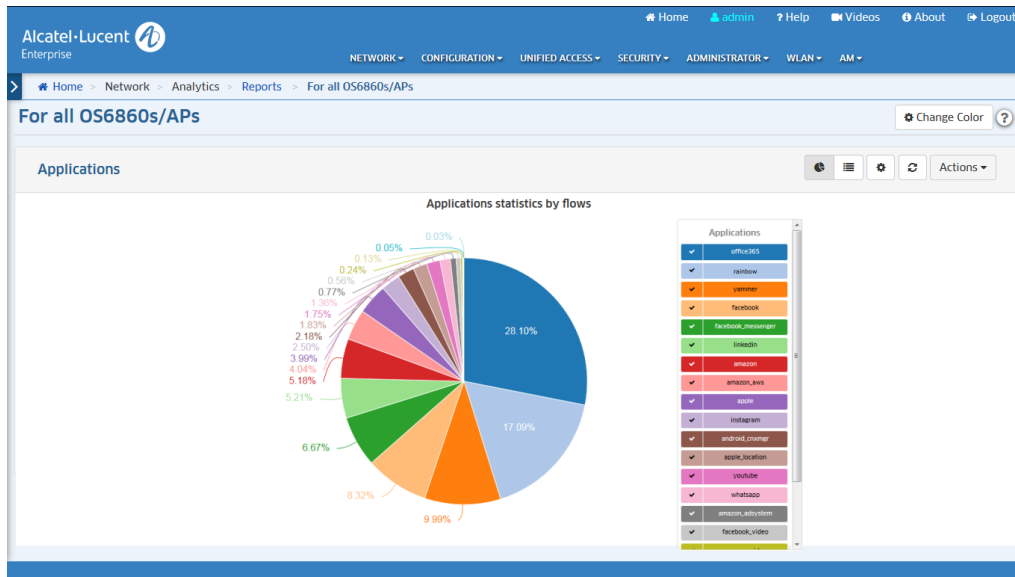 Home admin ? Help Videos About Logout
Alcatel·Lucent
Enterprise
NETWORK CONFIGURATION UNIFIED ACCESS SECURITY ADMINISTRATOR WLAN AM
Home > Network > Analytics > Reports > For all OS6860s/APs
For all OS6860s/APs
Change Color ?
Applications
Actions
Applications statistics by flows
0.03%
0.05%
0.13%
0.24%
0.56%
0.77%
1.36%
1.75%
1.83%
2.18%
2.50%
3.99%
4.04%
5.18%
5.21%
6.67%
8.32%
9.99%
28.10%
17.09%
Applications
office365
rainbow
yammer
facebook
facebook_messenger
linkedin
amazon
amazon_aws
apple
instagram
android_cnxmgr
apple_location
youtube
whatsapp
amazon_adsystem
facebook_video